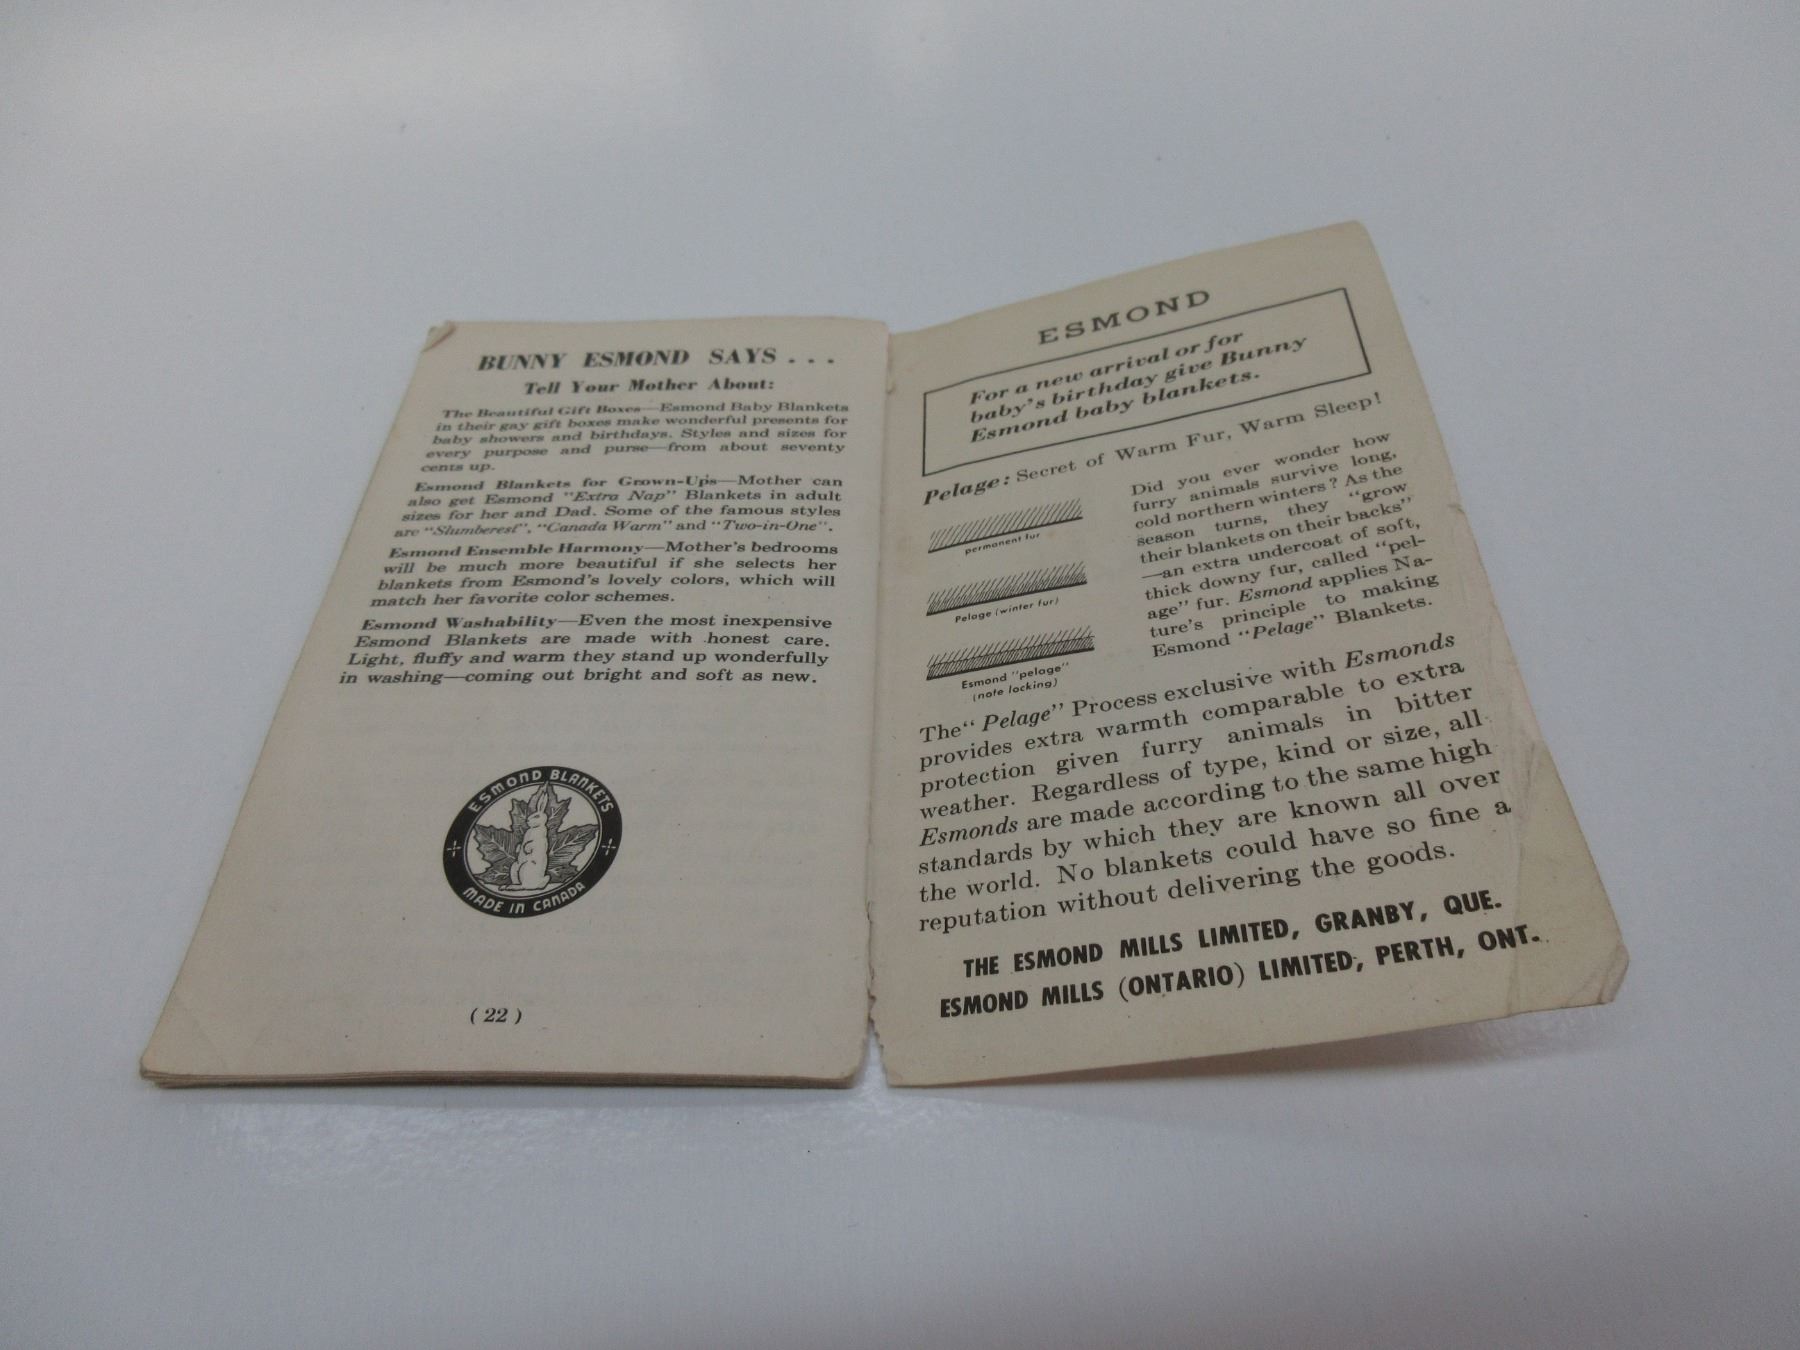 BUNNY ESMOND SAYS . . .
Tell Your Mother About:
The Beautiful Gift Boxes—Esmond Baby Blankets
in their gay gift boxes make wonderful presents for
baby showers and birthdays. Styles and sizes for
every purpose and purse—from about seventy
cents up.
Esmond Blankets for Grown-Ups—Mother can
also get Esmond "Extra Nap" Blankets in adult
sizes for her and Dad. Some of the famous styles
are "Slumberest", "Canada Warm" and "Two-in-One".
Esmond Ensemble Harmony—Mother's bedrooms
will be much more beautiful if she selects her
blankets from Esmond's lovely colors, which will
match her favorite color schemes.
Esmond Washability—Even the most inexpensive
Esmond Blankets are made with honest care.
Light, fluffy and warm they stand up wonderfully
in washing—coming out bright and soft as new.
ESMOND BLANKETS
MADE IN CANADA
( 22 )
ESMOND
For a new arrival or for
baby's birthday give Bunny
Esmond baby blankets.
Pelage: Secret of Warm Fur, Warm Sleep!
permanent fur
Pelage (winter fur)
Esmond "pelage"
(note locking)
Did you ever wonder how
furry animals survive long,
cold northern winters? As the
season turns, they "grow
their blankets on their backs"
—an extra undercoat of soft,
thick downy fur, called "pel-
age" fur. Esmond applies Na-
ture's principle to making
Esmond "Pelage" Blankets.
The "Pelage" Process exclusive with Esmonds
provides extra warmth comparable to extra
protection given furry animals in bitter
weather. Regardless of type, kind or size, all
Esmonds are made according to the same high
standards by which they are known all over
the world. No blankets could have so fine a
reputation without delivering the goods.
THE ESMOND MILLS LIMITED, GRANBY, QUE.
ESMOND MILLS (ONTARIO) LIMITED, PERTH, ONT.